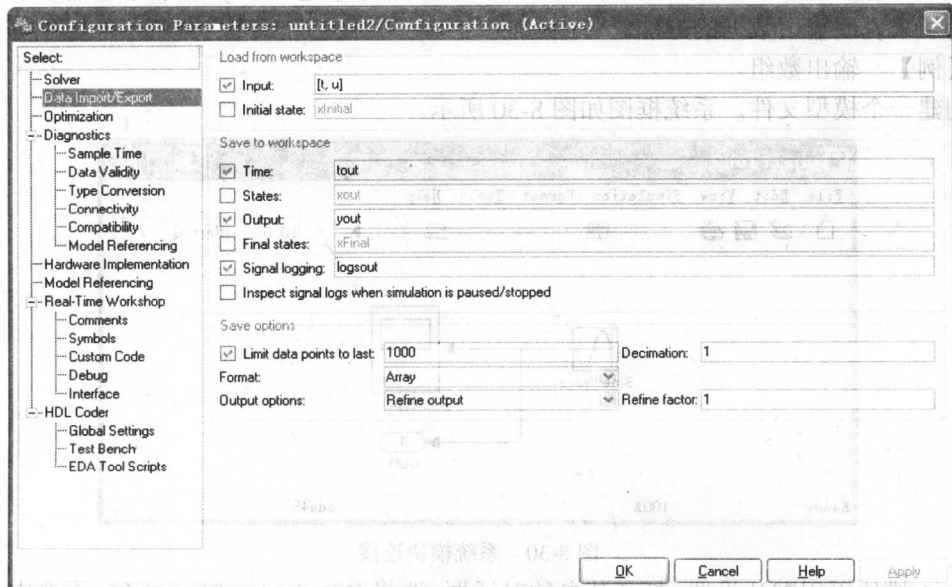 Configuration Parameters: untitled2/Configuration (Active)
Select:
Solver
Data Import/Export
Optimization
Diagnostics
Sample Time
Data Validity
Type Conversion
Connectivity
Compatibility
Model Referencing
Hardware Implementation
Model Referencing
Real-Time Workshop
Comments
Symbols
Custom Code
Debug
Interface
HDL Coder
Global Settings
Test Bench
EDA Tool Scripts
Load from workspace
Input: [t, u]
Initial state: xInitial
Save to workspace
Time: tout
States: xout
Output: yout
Final states: xFinal
Signal logging: logsout
Inspect signal logs when simulation is paused/stopped
Save options
Limit data points to last: 1000 Decimation: 1
Format: Array
Output options: Refine output Refine factor: 1
OK Cancel Help Apply